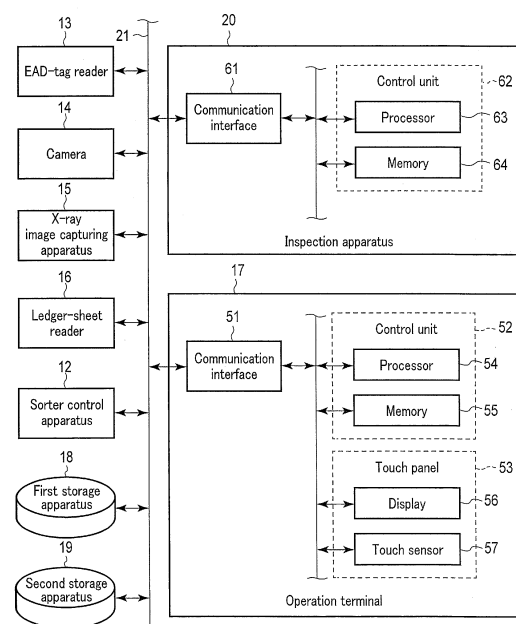 13
21
20
EAD-tag reader
61
Control unit
62
14
Communication
interface
Processor
63
Camera
Memory
64
15
X-ray
image capturing
apparatus
Inspection apparatus
16
17
Ledger-sheet
reader
51
Control unit
52
Communication
interface
Processor
54
12
Sorter control
apparatus
Memory
55
18
Touch panel
53
First storage
apparatus
Display
56
Touch sensor
57
19
Second storage
apparatus
Operation terminal